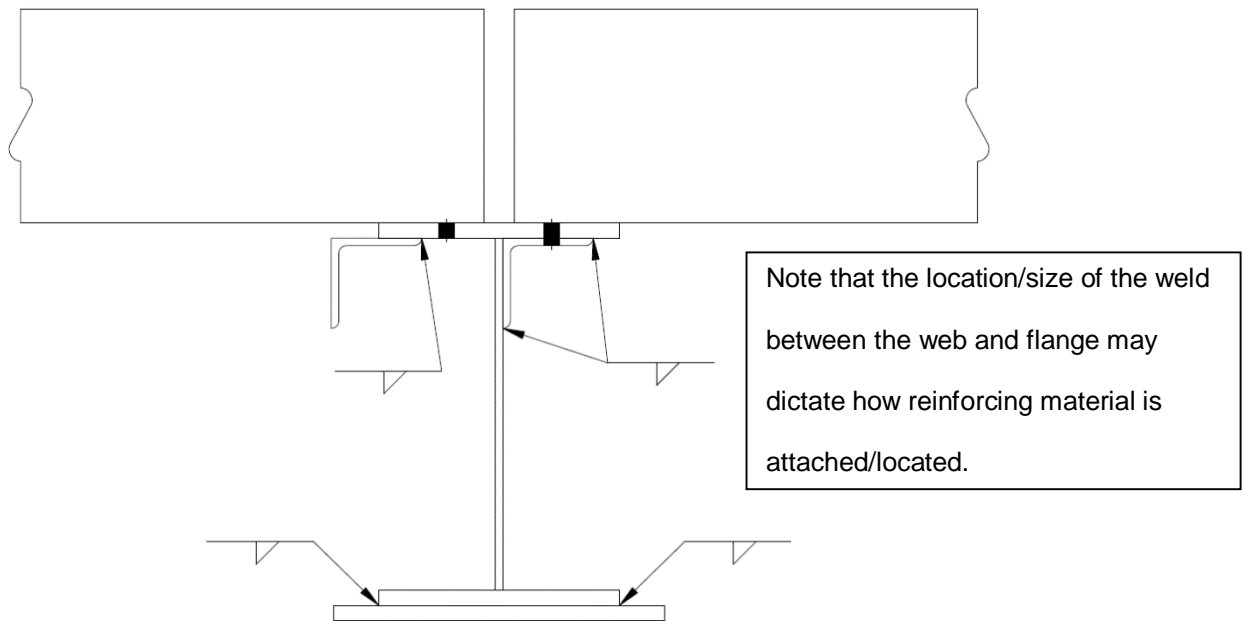 Note that the location/size of the weld
between the web and flange may
dictate how reinforcing material is
attached/located.